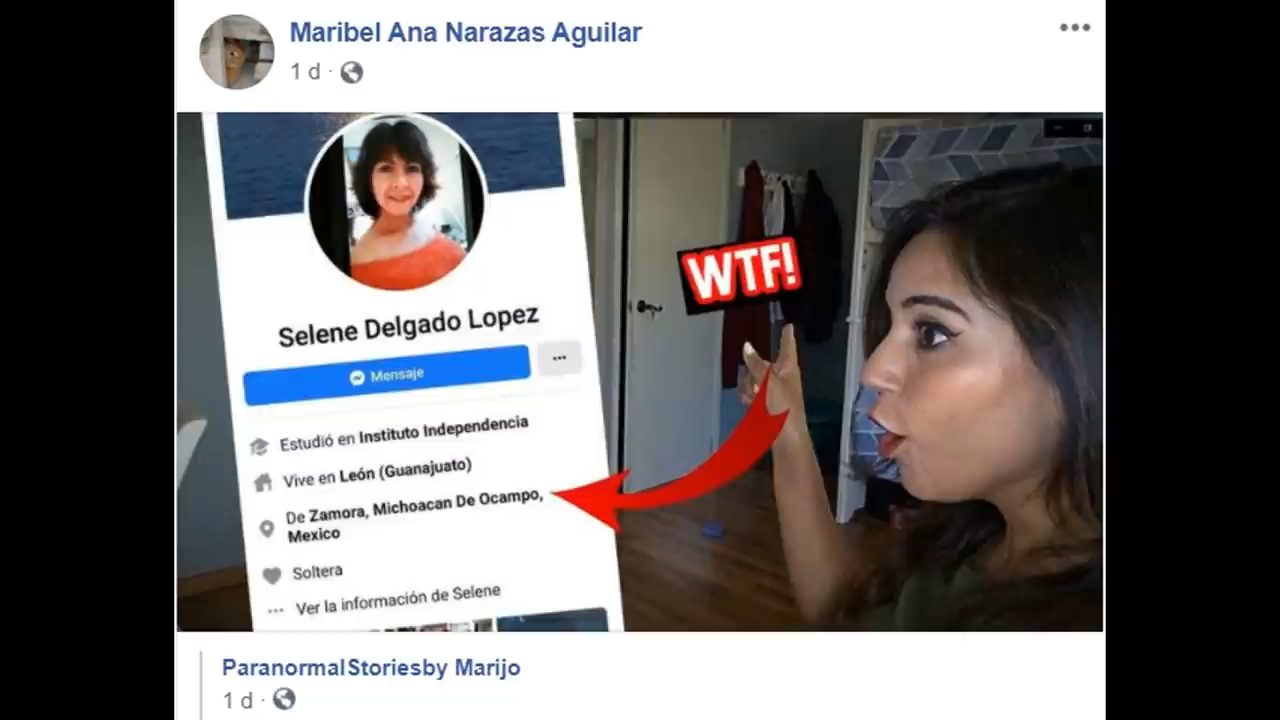 Maribel Ana Narazas Aguilar
1 d ·
WTF!
Selene Delgado Lopez
Mensaje
Estudió en Instituto Independencia
Vive en León (Guanajuato)
De Zamora, Michoacan De Ocampo,
Mexico
Soltera
Ver la información de Selene
ParanormalStoriesby Marijo
1 d ·